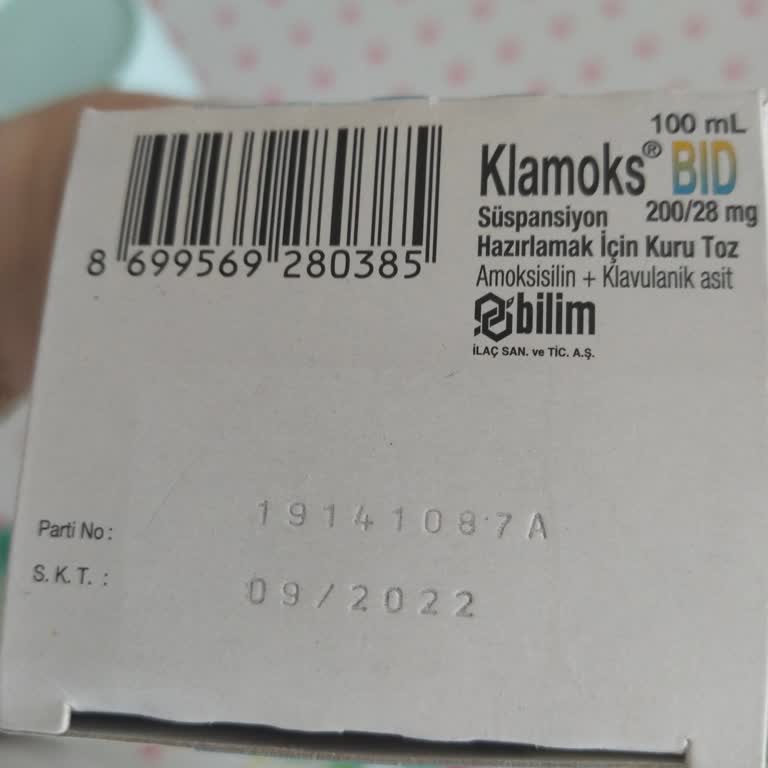 100 mL
Klamoks® BID
Süspansiyon 200/28 mg
Hazırlamak İçin Kuru Toz
Amoksisilin + Klavulanik asit
bilim
İLAÇ SAN. ve TİC. A.Ş.
8 699569 280385
Parti No : 19141087A
S. K. T. : 09/2022